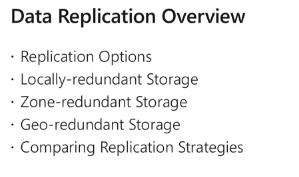 Data Replication Overview
· Replication Options
· Locally-redundant Storage
· Zone-redundant Storage
· Geo-redundant Storage
· Comparing Replication Strategies